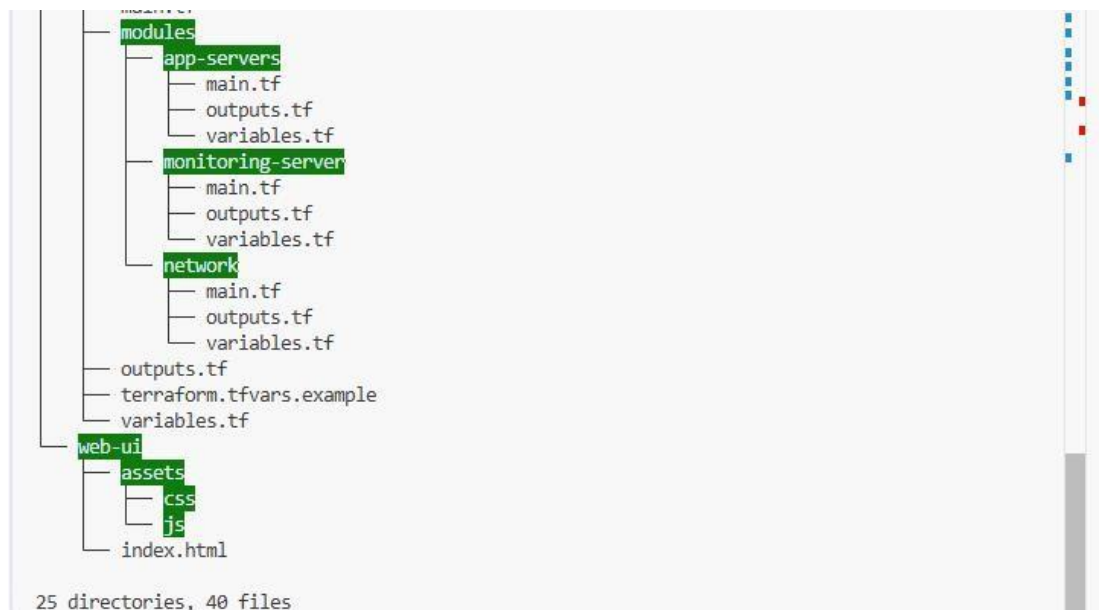 main.tf
modules
app-servers
main.tf
outputs.tf
variables.tf
monitoring-server
main.tf
outputs.tf
variables.tf
network
main.tf
outputs.tf
variables.tf
outputs.tf
terraform.tfvars.example
variables.tf
web-ui
assets
css
js
index.html
25 directories, 40 files